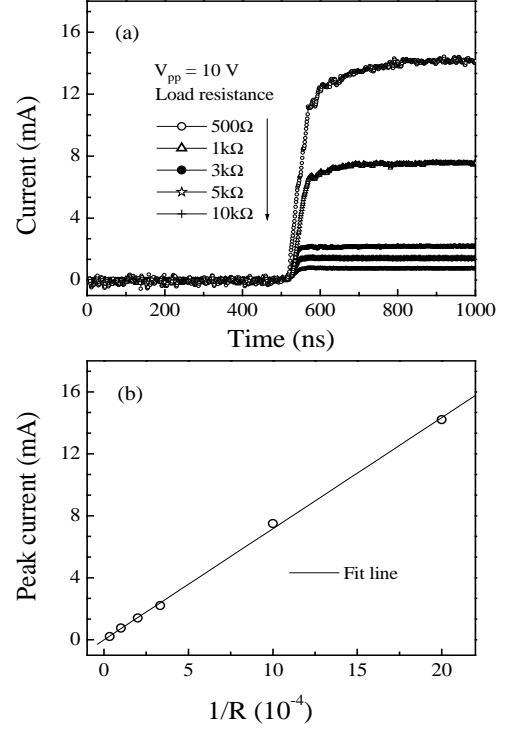 (a)
V_pp = 10 V
Load resistance
500Ω
1kΩ
3kΩ
5kΩ
10kΩ
16
12
8
4
0
Current (mA)
0 200 400 600 800 1000
Time (ns)
(b)
16
12
8
4
0
Peak current (mA)
Fit line
0 5 10 15 20
1/R (10⁻⁴)